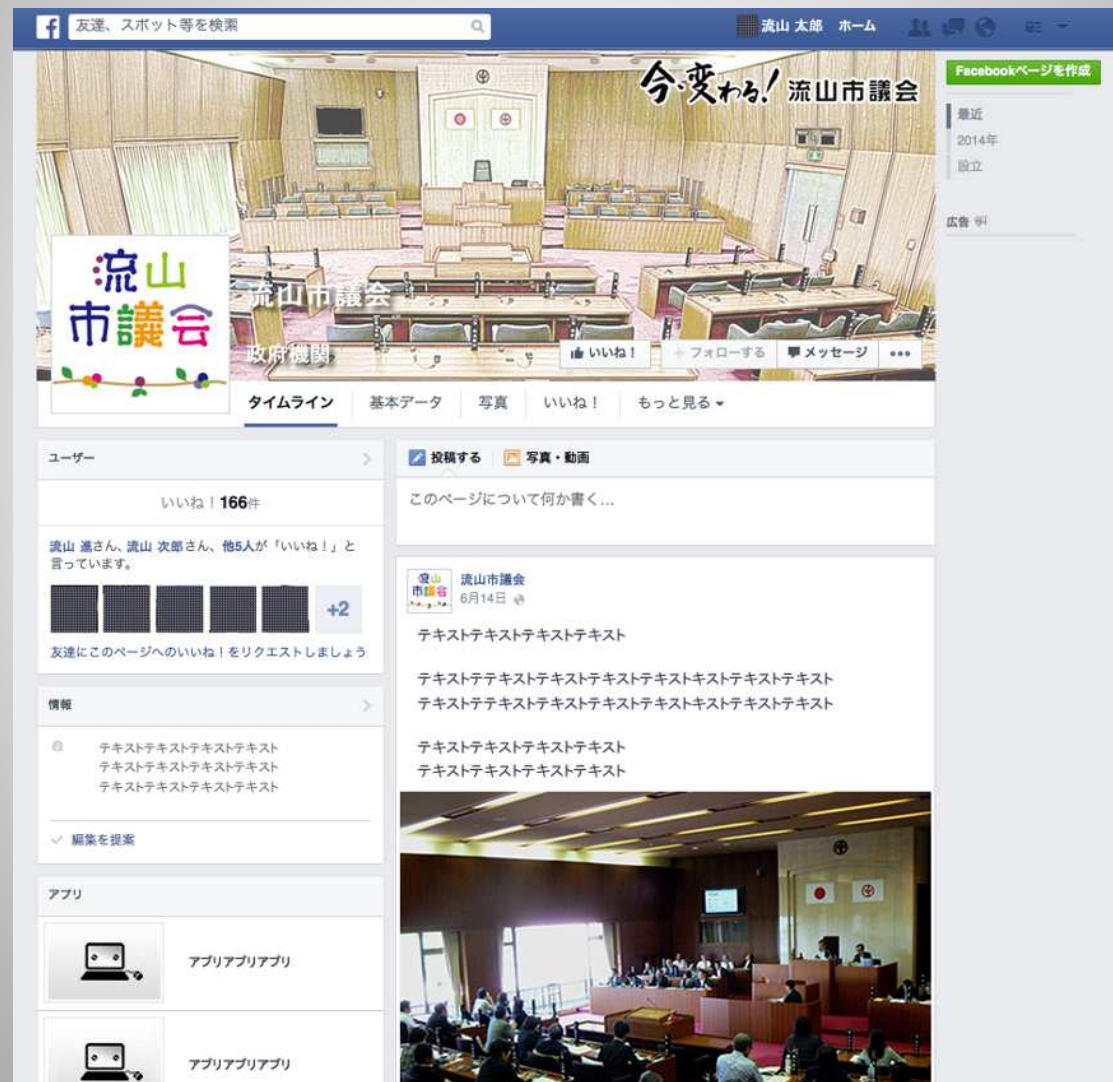 友達、スポット等を検索
流山 太郎 ホーム
今・変わる!流山市議会
Facebookページを作成
最近
2014年
設立
広告
流山
市議会
流山市議会
政府機関
いいね!
+ フォローする
メッセージ
タイムライン
基本データ
写真
いいね!
もっと見る
ユーザー
いいね!166件
流山 進さん、流山 次郎さん、他5人が「いいね!」と
言っています。
+2
友達にこのページへのいいね!をリクエストしましょう
情報
テキストテキストテキストテキスト
テキストテキストテキストテキスト
テキストテキストテキストテキスト
編集を提案
アプリ
アプリアプリアプリ
アプリアプリアプリ
投稿する
写真・動画
このページについて何か書く...
流山
市議会
流山市議会
6月14日
テキストテキストテキストテキスト
テキストテテキストテキストテキストテキストキストテキストテキスト
テキストテテキストテキストテキストテキストキストテキストテキスト
テキストテキストテキストテキスト
テキストテキストテキストテキスト